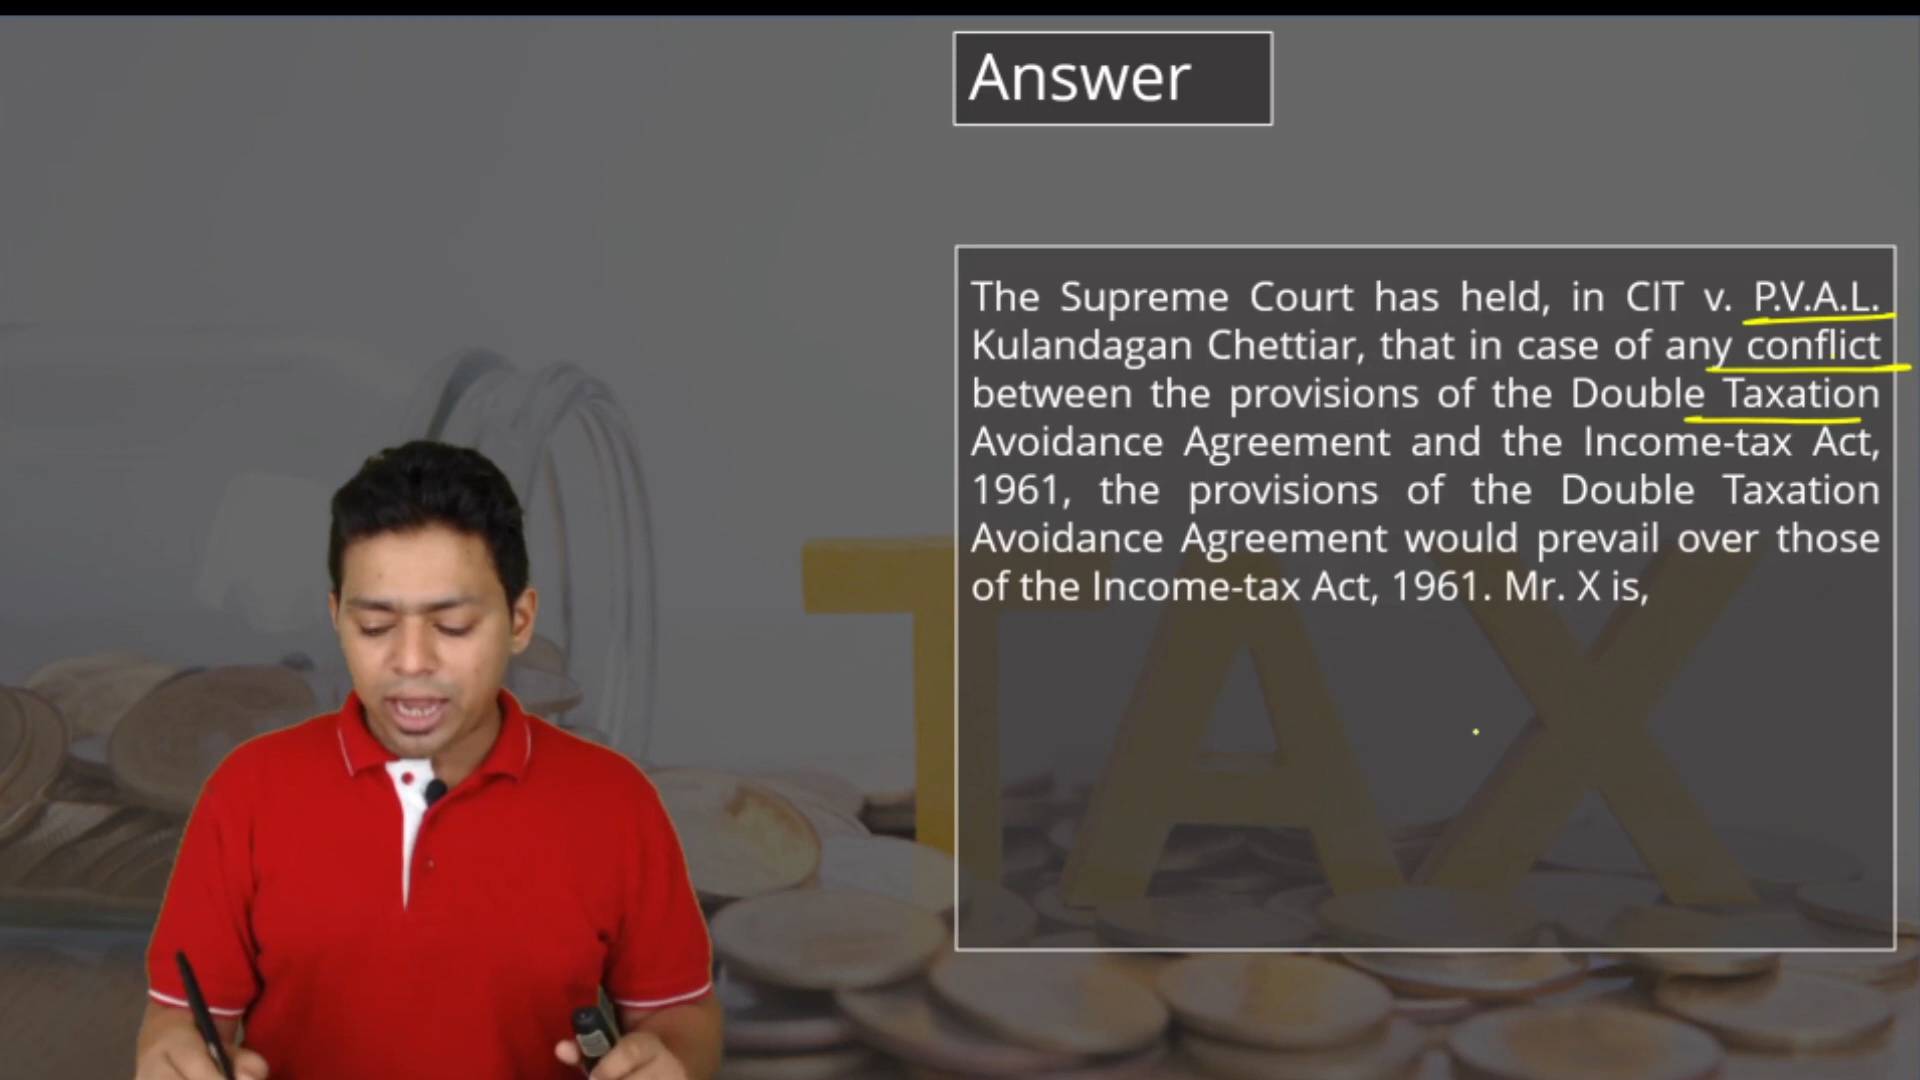 Answer
The Supreme Court has held, in CIT v. P.V.A.L.
Kulandagan Chettiar, that in case of any conflict
between the provisions of the Double Taxation
Avoidance Agreement and the Income-tax Act,
1961, the provisions of the Double Taxation
Avoidance Agreement would prevail over those
of the Income-tax Act, 1961. Mr. X is,
TAX